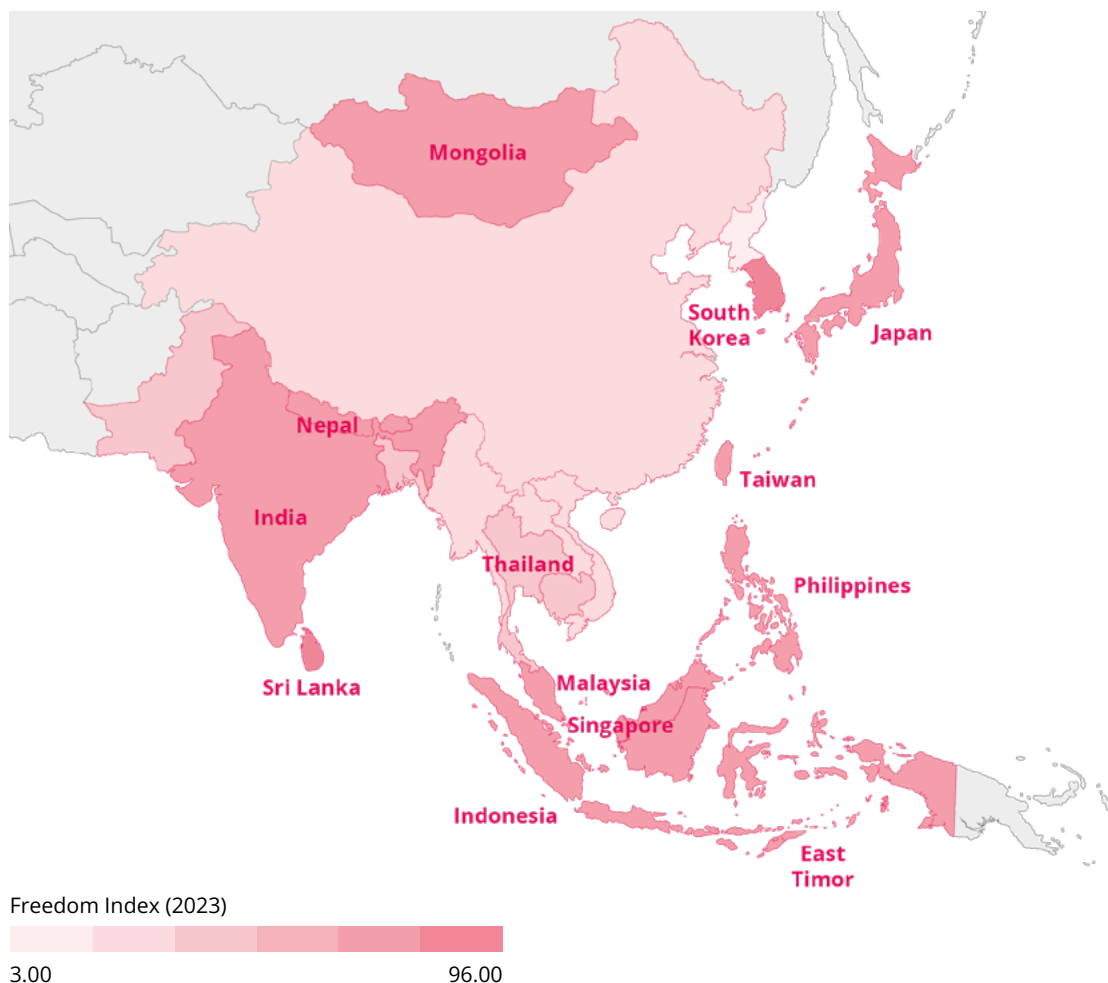 Mongolia
South
Korea
Japan
Nepal
Taiwan
India
Thailand
Philippines
Malaysia
Sri Lanka
Singapore
Indonesia
East
Timor
Freedom Index (2023)
3.00
96.00